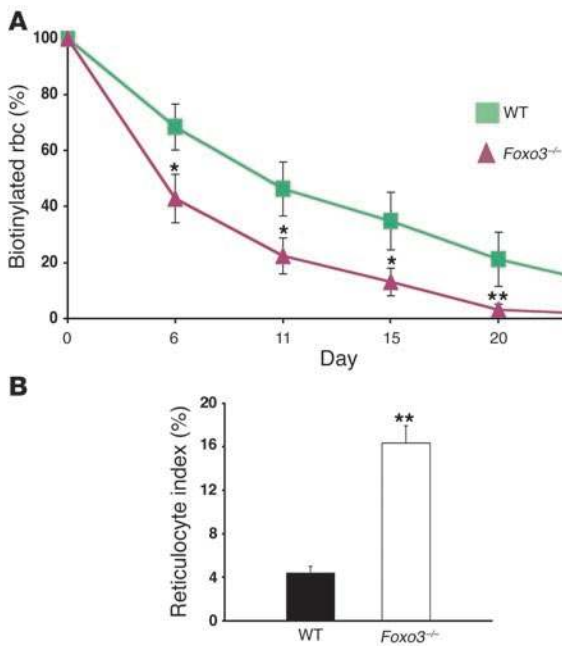 A
Biotinylated rbc (%)
100
80
60
40
20
0
WT
Foxo3–/–
*
*
*
**
0 6 11 15 20
Day
B
Reticulocyte index (%)
20
16
12
8
4
0
**
WT Foxo3–/–